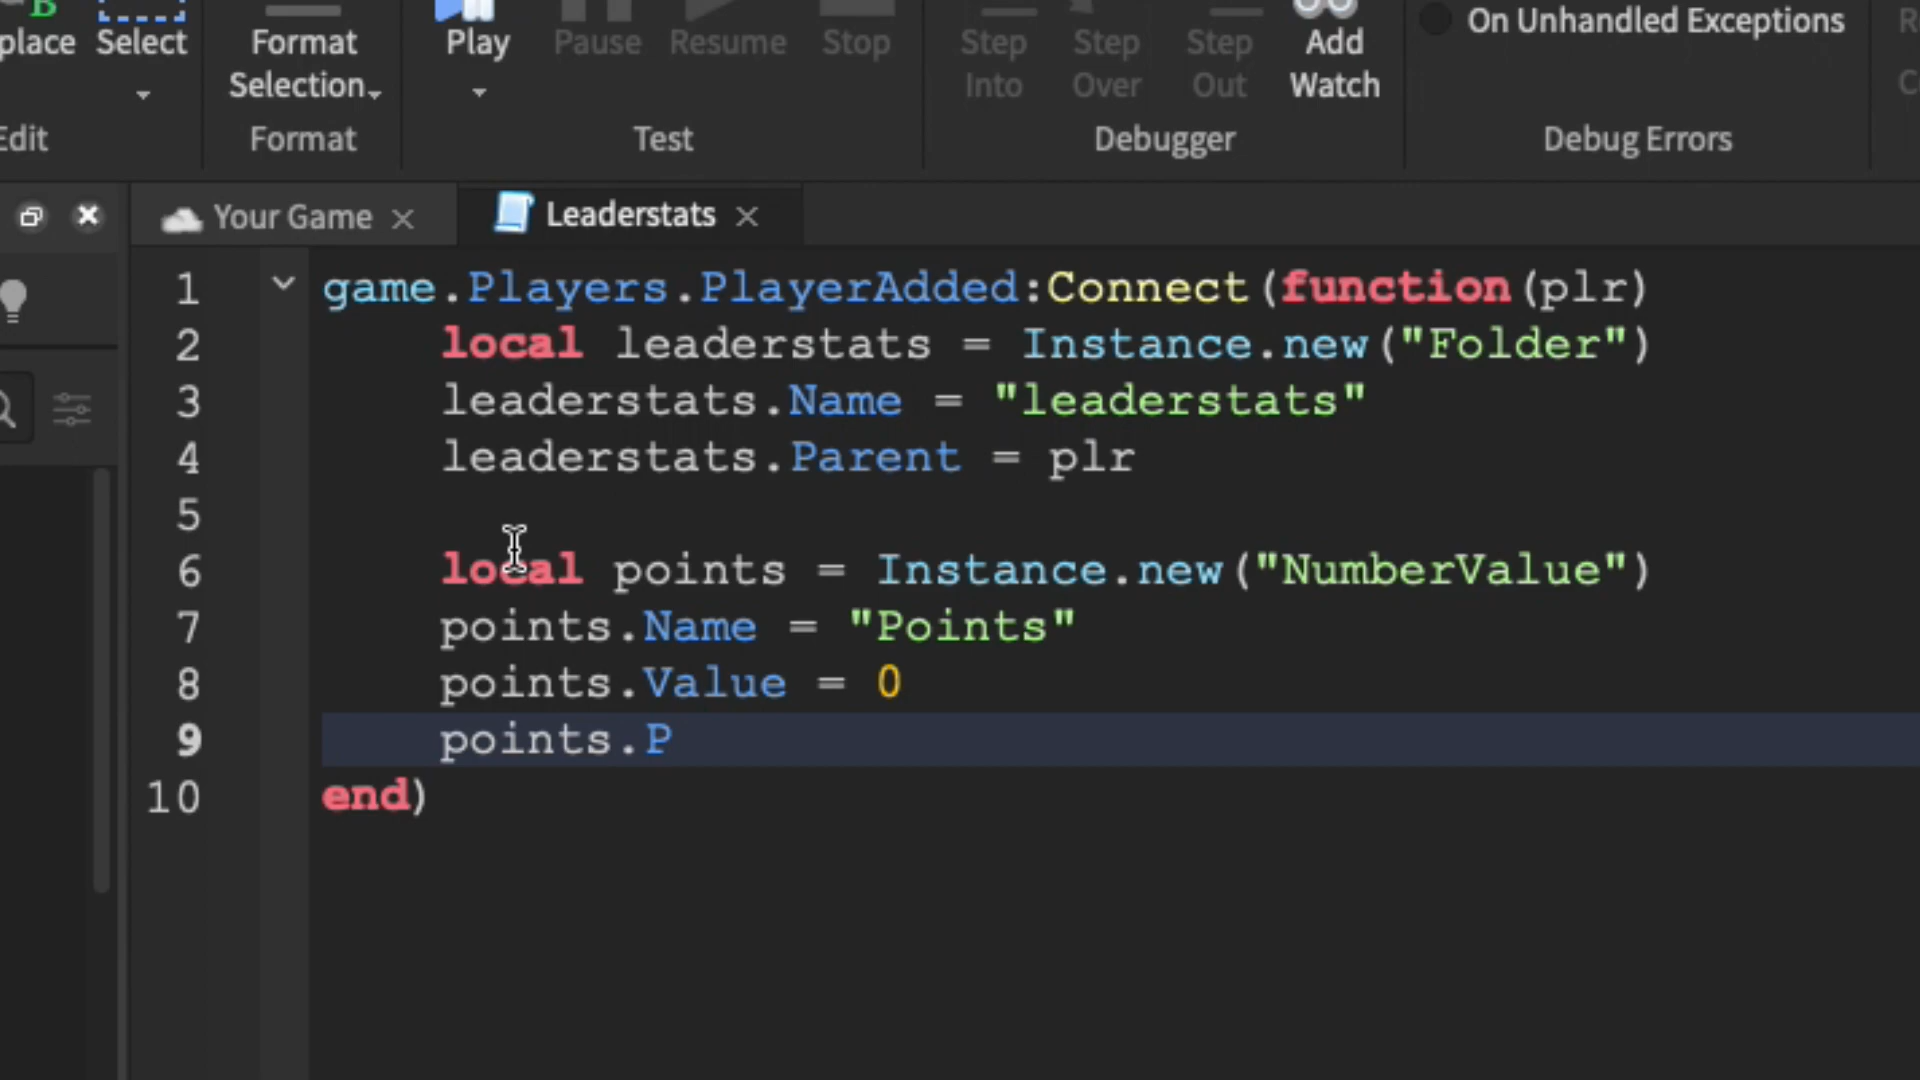 place Select
Format
Selection
Play Pause Resume Stop
Step
Into
Step
Over
Step
Out
Add
Watch
On Unhandled Exceptions
Edit Format Test Debugger Debug Errors
Your Game Leaderstats
1 game.Players.PlayerAdded:Connect(function(plr)
2 local leaderstats = Instance.new("Folder")
3 leaderstats.Name = "leaderstats"
4 leaderstats.Parent = plr
5
6 local points = Instance.new("NumberValue")
7 points.Name = "Points"
8 points.Value = 0
9 points.P
10 end)